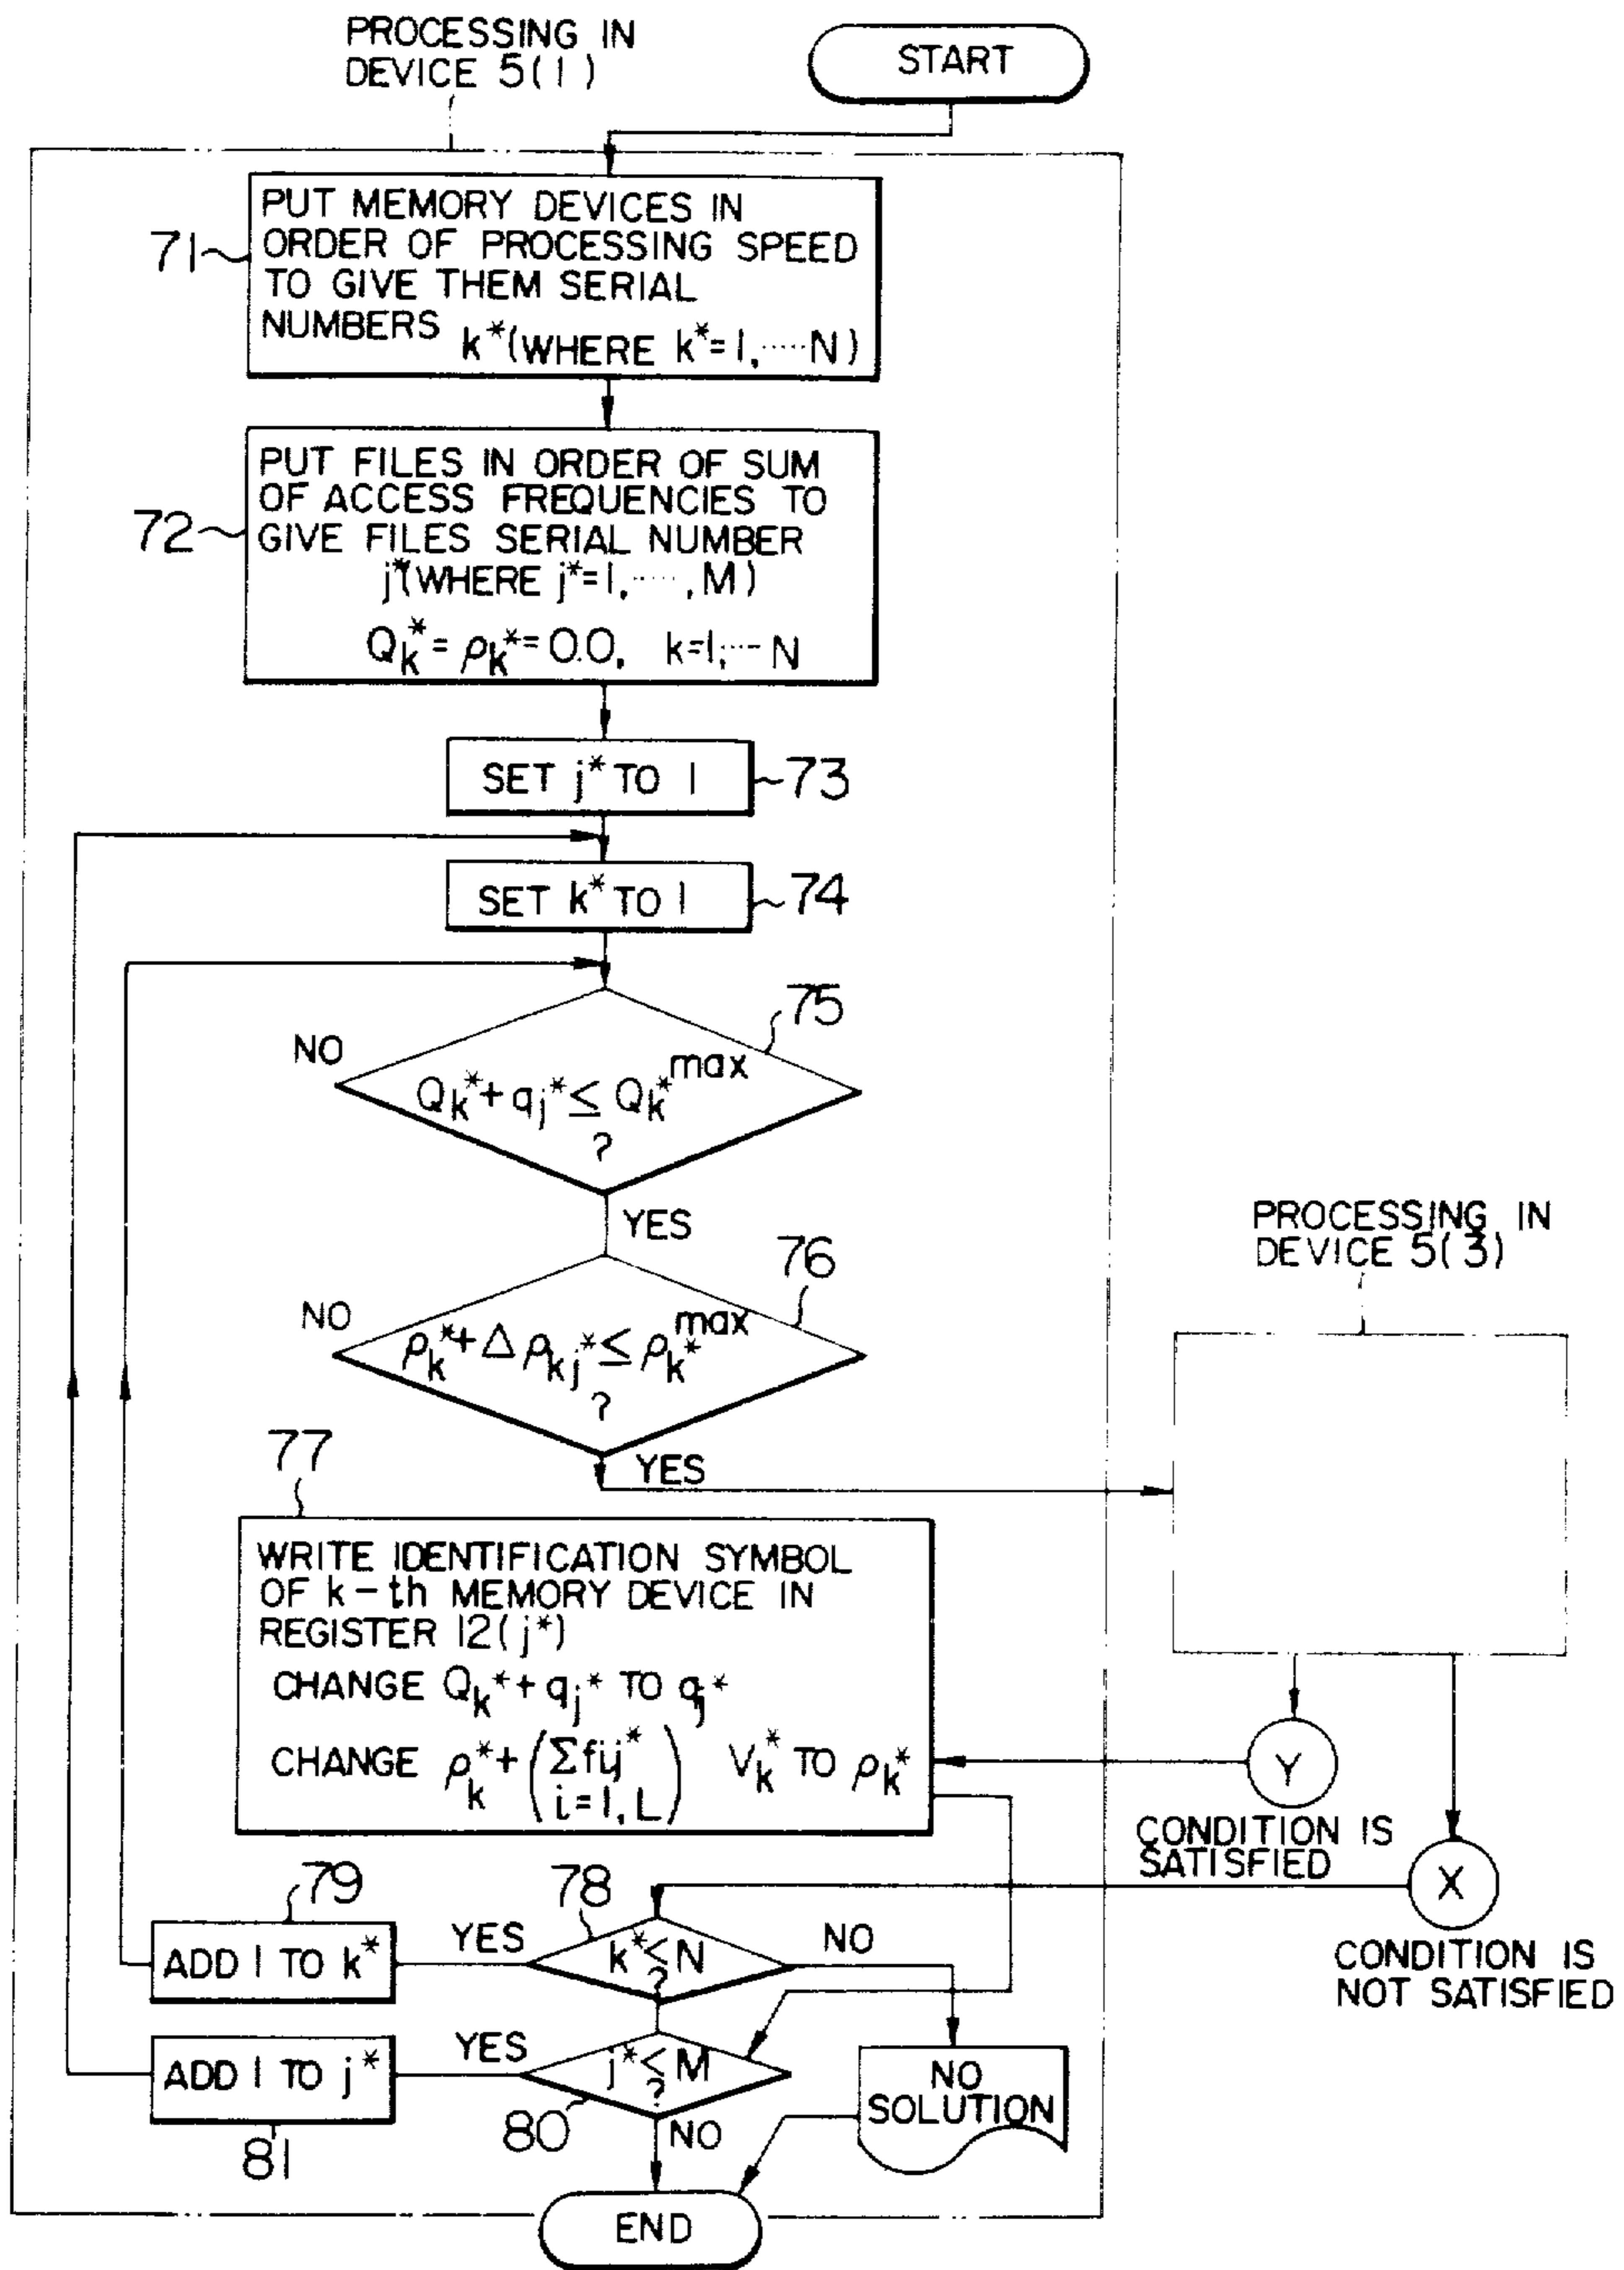 PROCESSING IN
DEVICE 5(1)
START
71
PUT MEMORY DEVICES IN
ORDER OF PROCESSING SPEED
TO GIVE THEM SERIAL
NUMBERS k*(WHERE k*=1,.....N)
72
PUT FILES IN ORDER OF SUM
OF ACCESS FREQUENCIES TO
GIVE FILES SERIAL NUMBER
j*(WHERE j*=1,.....,M)
Qk*=ρk*=0.0, k=1,...N
SET j* TO 1
73
SET k* TO 1
74
75
NO
Qk*+qj*≤Qk*max
?
YES
PROCESSING IN
DEVICE 5(3)
76
NO
ρk*+Δρkj*≤ρk*max
?
YES
77
WRITE IDENTIFICATION SYMBOL
OF k-th MEMORY DEVICE IN
REGISTER 12(j*)
CHANGE Qk*+qj* TO qj*
CHANGE ρk*+(Σfij*
i=1,L) Vk* TO ρk*
Y
CONDITION IS
SATISFIED
X
CONDITION IS
NOT SATISFIED
79
78
ADD 1 TO k*
YES
k*≤N
?
NO
ADD 1 TO j*
YES
j*≤M
?
NO
SOLUTION
81
80
NO
END